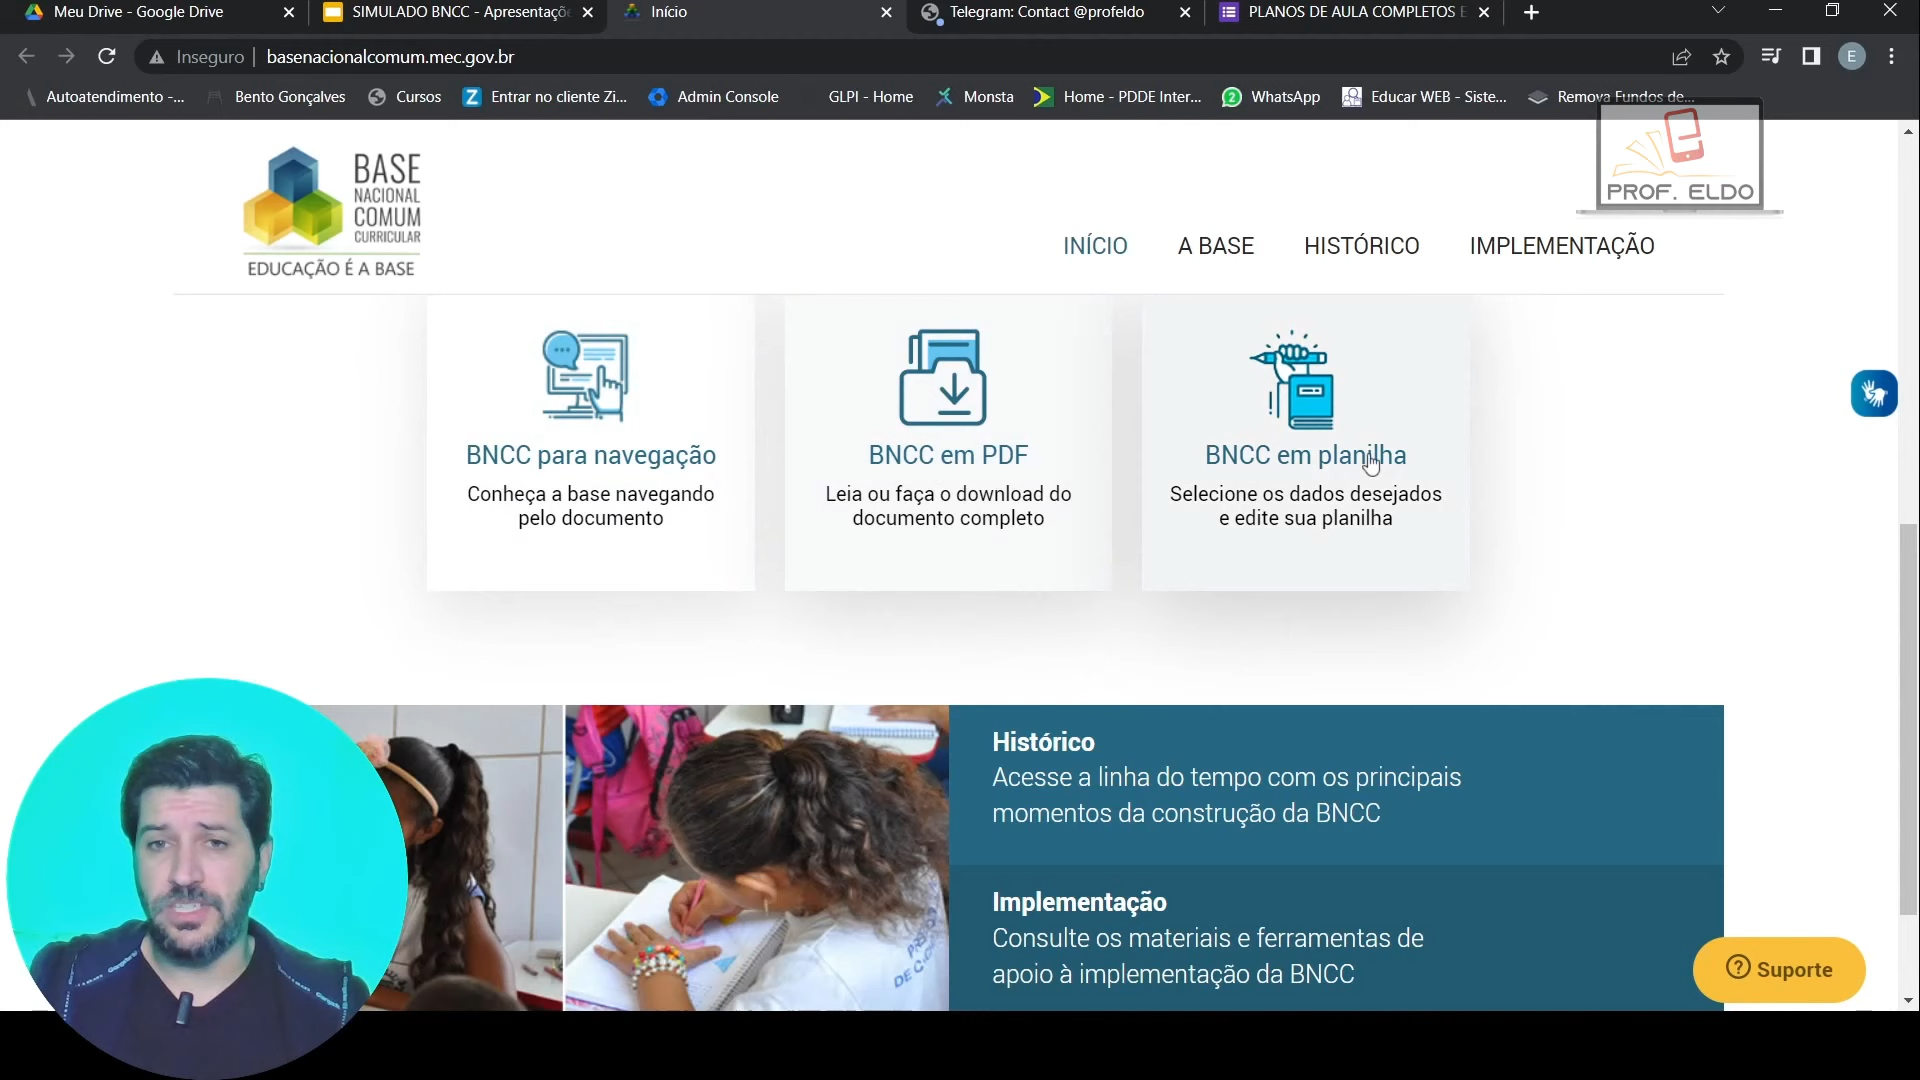 Meu Drive - Google Drive
SIMULADO BNCC - Apresentaçõe
Início
Telegram: Contact @profeldo
PLANOS DE AULA COMPLETOS E
Inseguro
basenacionalcomum.mec.gov.br
E
Autoatendimento -...
Bento Gonçalves
Cursos
Z
Entrar no cliente Zi...
Admin Console
GLPI - Home
Monsta
Home - PDDE Inter...
2
WhatsApp
Educar WEB - Siste...
Remova Fundos de...
PROF. ELDO
BASE
NACIONAL
COMUM
CURRICULAR
EDUCAÇÃO É A BASE
INÍCIO
A BASE
HISTÓRICO
IMPLEMENTAÇÃO
BNCC para navegação
Conheça a base navegando
pelo documento
BNCC em PDF
Leia ou faça o download do
documento completo
BNCC em planilha
Selecione os dados desejados
e edite sua planilha
Histórico
Acesse a linha do tempo com os principais
momentos da construção da BNCC
Implementação
Consulte os materiais e ferramentas de
apoio à implementação da BNCC
Suporte